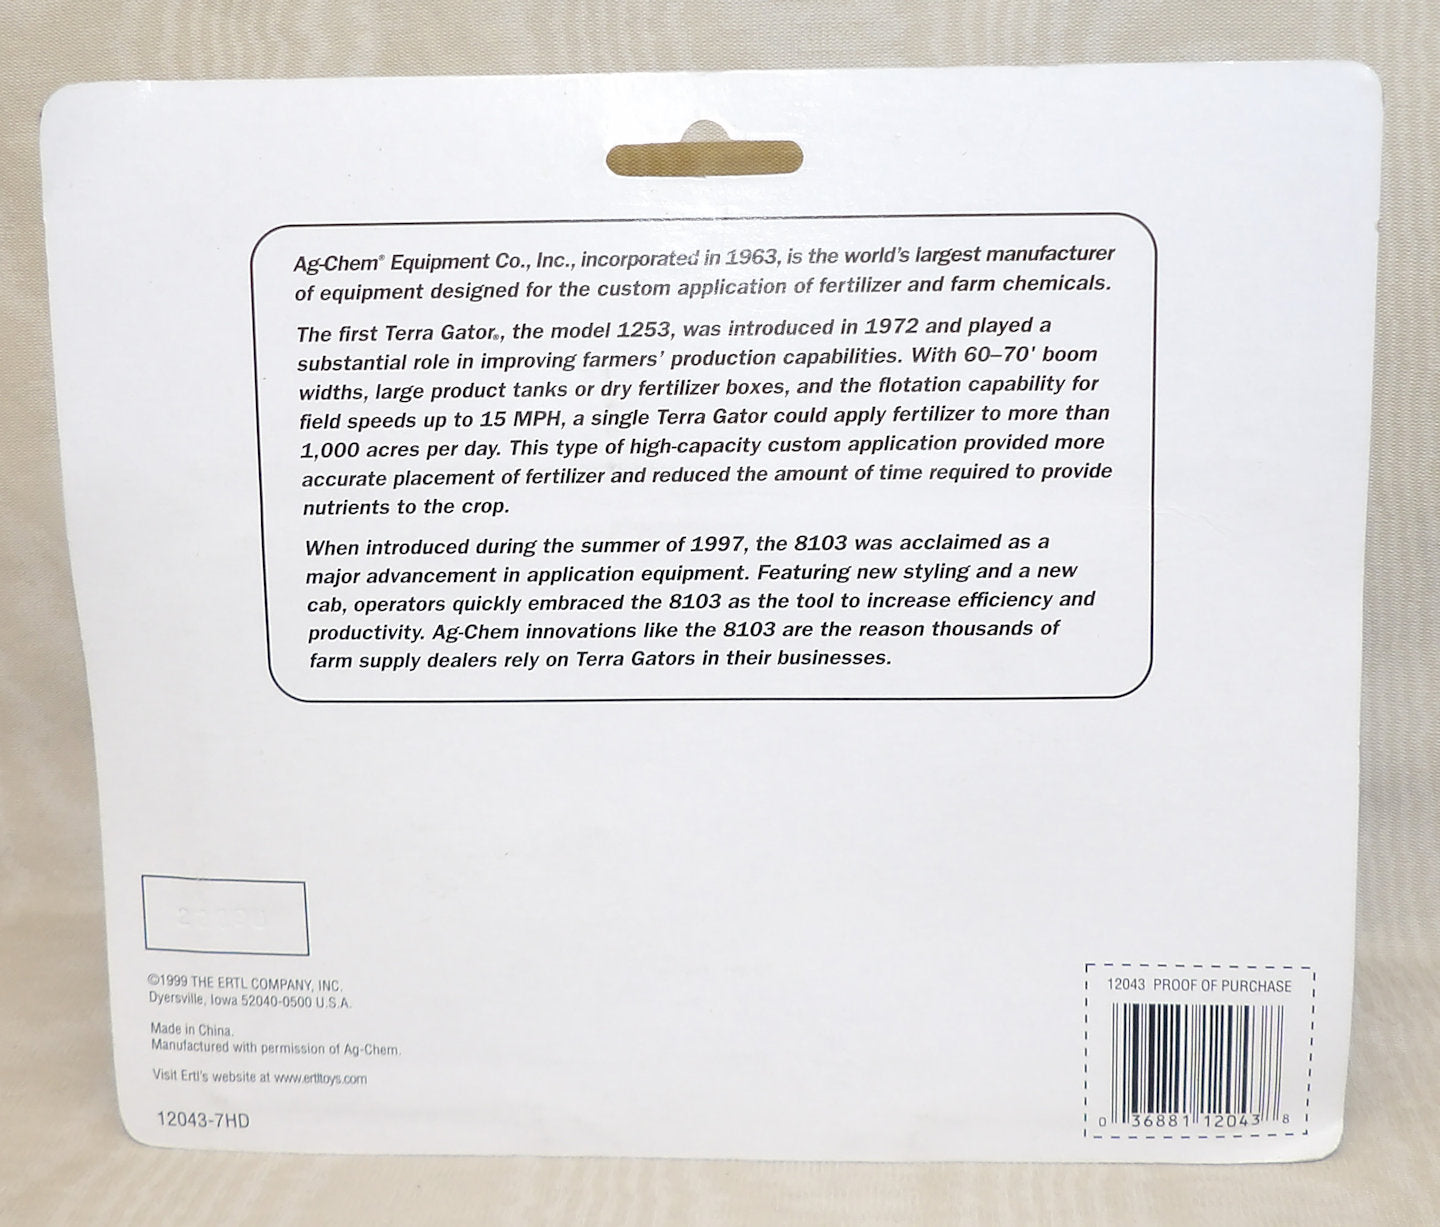 Ag-Chem® Equipment Co., Inc., incorporated in 1963, is the world's largest manufacturer
of equipment designed for the custom application of fertilizer and farm chemicals.
The first Terra Gator®, the model 1253, was introduced in 1972 and played a
substantial role in improving farmers' production capabilities. With 60–70' boom
widths, large product tanks or dry fertilizer boxes, and the flotation capability for
field speeds up to 15 MPH, a single Terra Gator could apply fertilizer to more than
1,000 acres per day. This type of high-capacity custom application provided more
accurate placement of fertilizer and reduced the amount of time required to provide
nutrients to the crop.
When introduced during the summer of 1997, the 8103 was acclaimed as a
major advancement in application equipment. Featuring new styling and a new
cab, operators quickly embraced the 8103 as the tool to increase efficiency and
productivity. Ag-Chem innovations like the 8103 are the reason thousands of
farm supply dealers rely on Terra Gators in their businesses.
©1999 THE ERTL COMPANY, INC.
Dyersville, Iowa 52040-0500 U.S.A.
Made in China.
Manufactured with permission of Ag-Chem.
Visit Ertl's website at www.ertltoys.com
12043-7HD
12043 PROOF OF PURCHASE
0 36881 12043 8